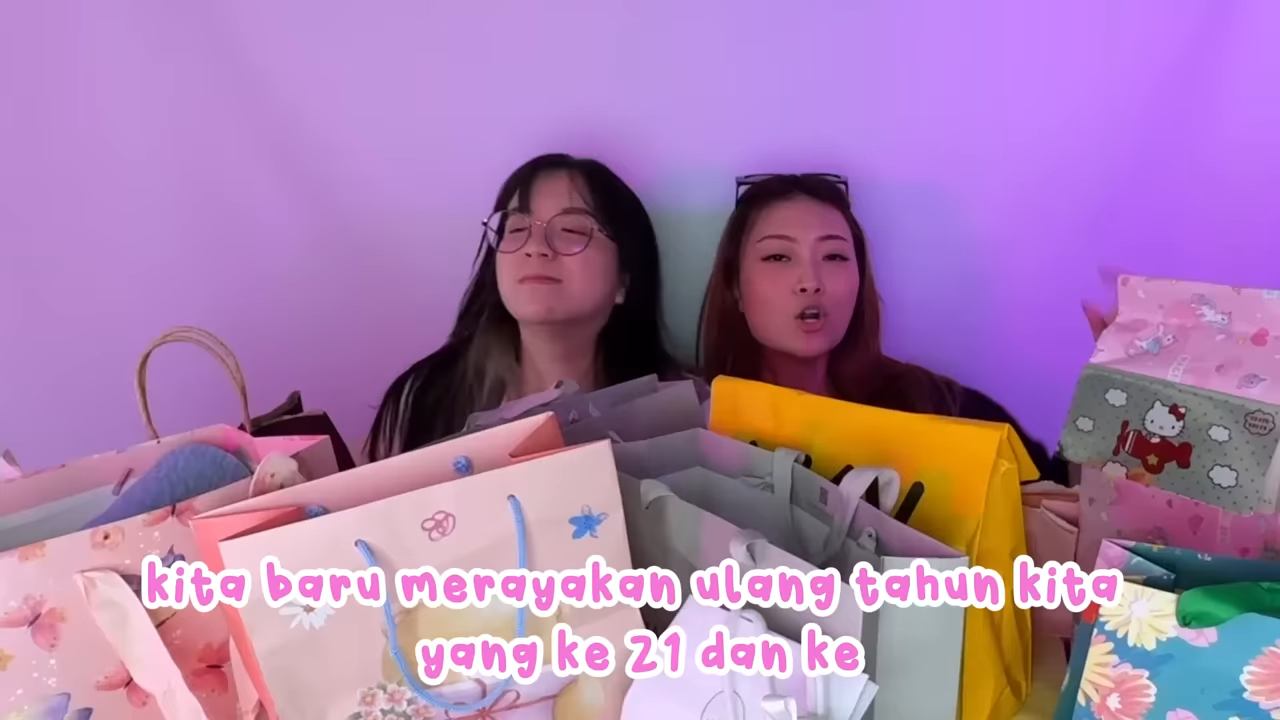 kita baru merayakan ulang tahun kita
yang ke 21 dan ke